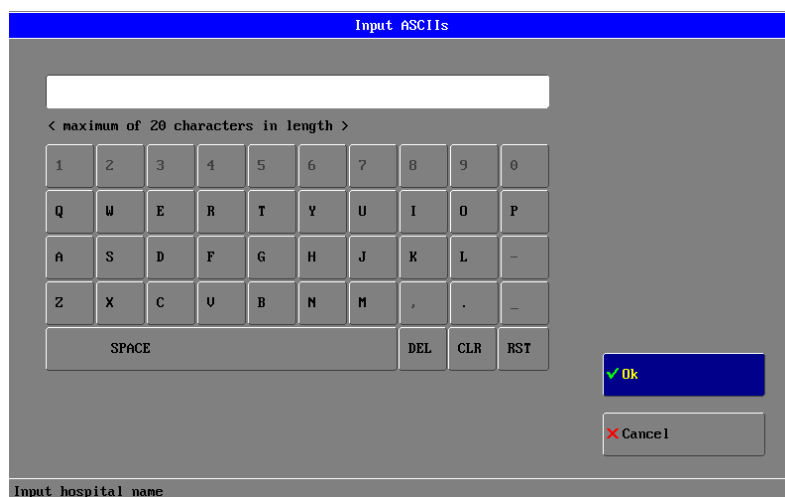 Input ASCIIs
< maximum of 20 characters in length >
1 2 3 4 5 6 7 8 9 0
Q W E R T Y U I O P
A S D F G H J K L -
Z X C V B N M , . _
SPACE DEL CLR RST
Ok
Cancel
Input hospital name